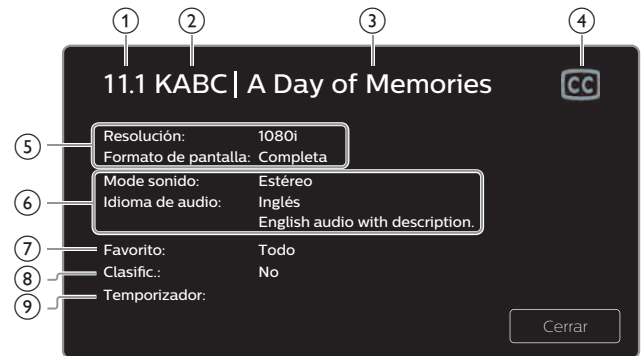 1 2 3 4
11.1 KABC | A Day of Memories CC
5 Resolución: 1080i
Formato de pantalla: Completa
6 Mode sonido: Estéreo
Idioma de audio: Inglés
English audio with description.
7 Favorito: Todo
8 Clasific.: No
9 Temporizador:
Cerrar